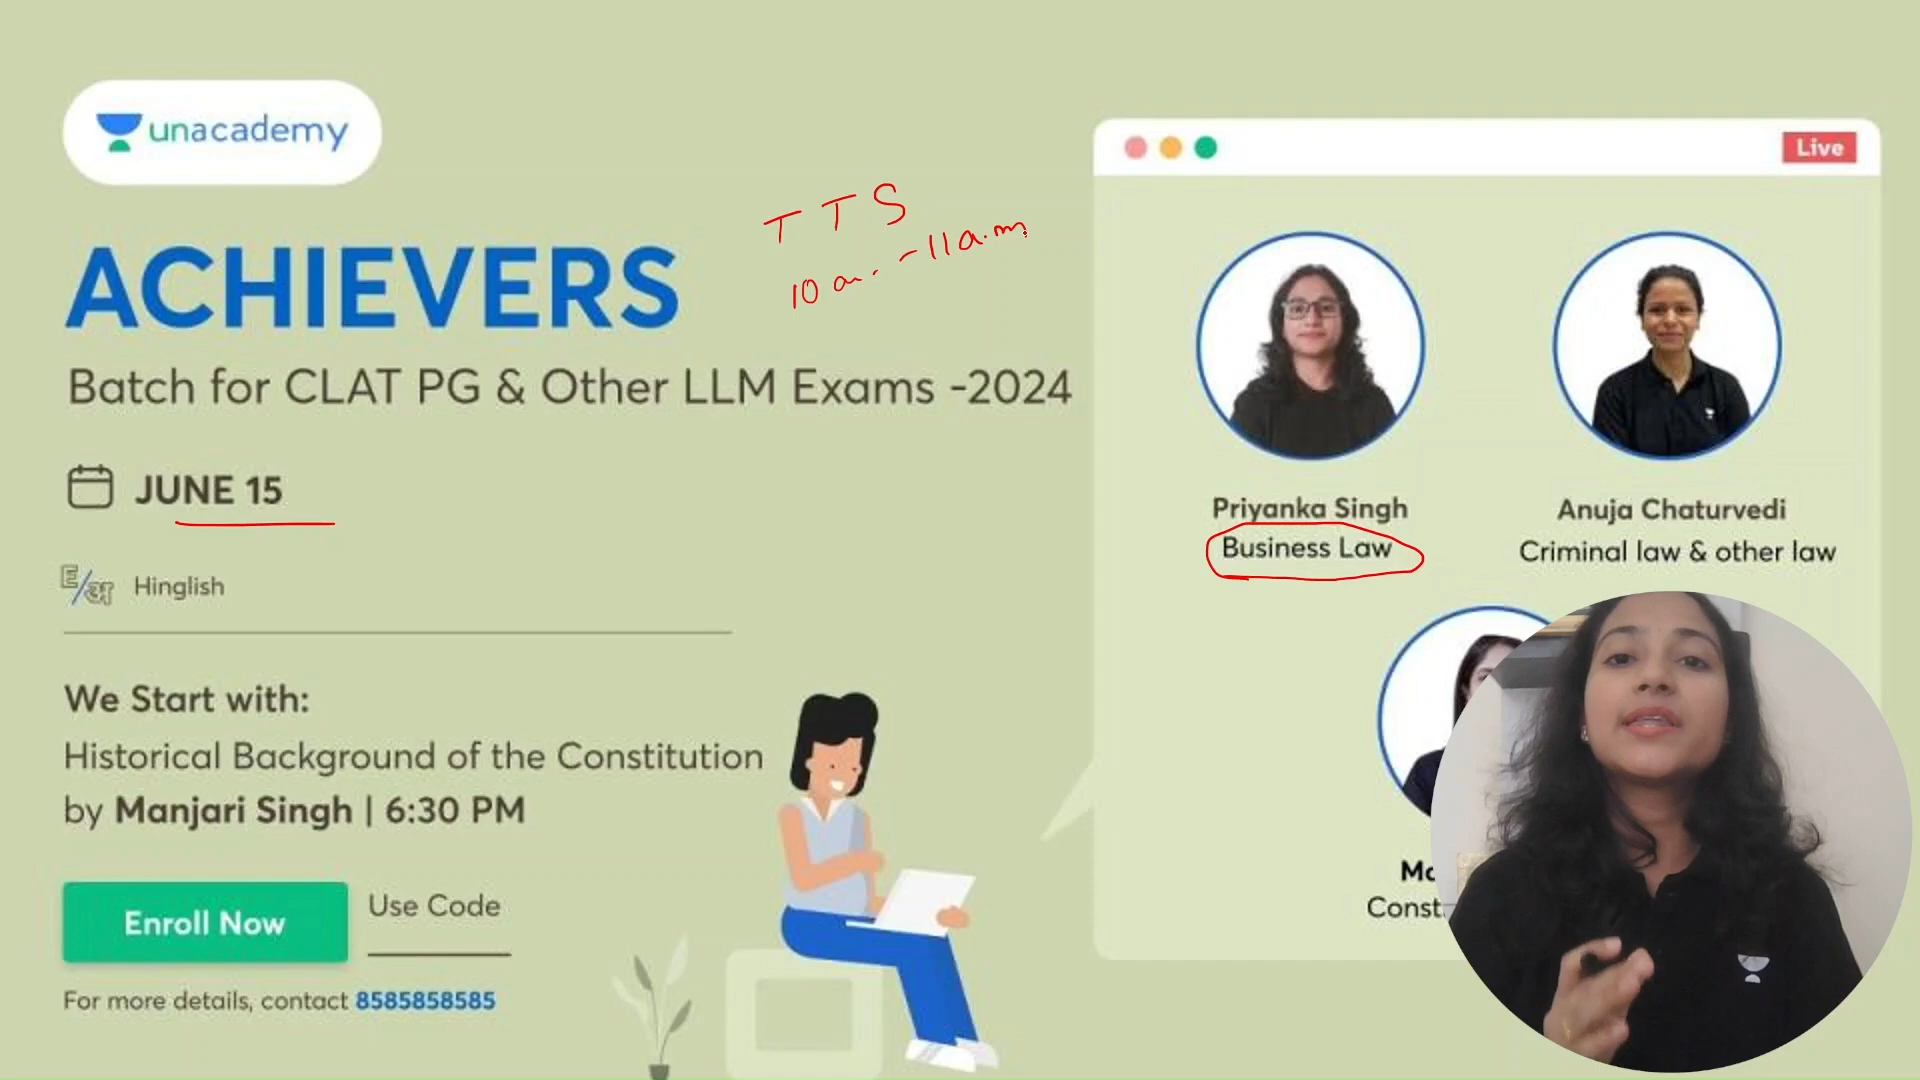 unacademy
ACHIEVERS
Batch for CLAT PG & Other LLM Exams -2024
T T S
10 a. - 11 a.m.
JUNE 15
E/अ Hinglish
We Start with:
Historical Background of the Constitution
by Manjari Singh | 6:30 PM
Enroll Now
Use Code
For more details, contact 8585858585
Live
Priyanka Singh
Business Law
Anuja Chaturvedi
Criminal law & other law